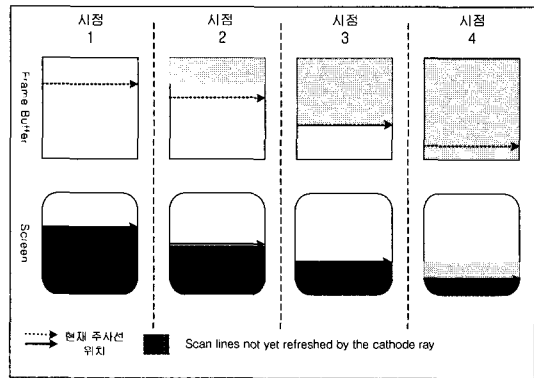 시점 시점 시점 시점
1 2 3 4
Frame Buffer
Screen
현재 주사선
위치
Scan lines not yet refreshed by the cathode ray